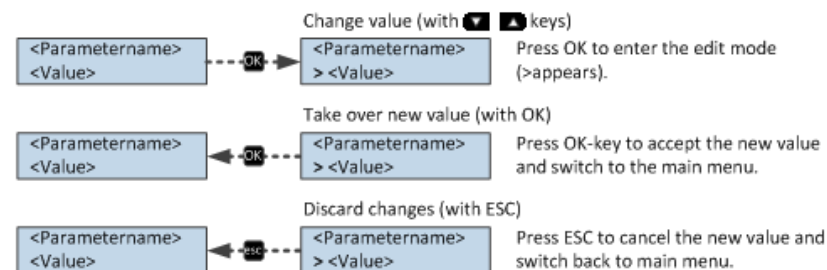 Change value (with ▼ ▲ keys)
<Parametername>
<Value>
OK
<Parametername>
> <Value>
Press OK to enter the edit mode
(>appears).
Take over new value (with OK)
<Parametername>
<Value>
OK
<Parametername>
> <Value>
Press OK-key to accept the new value
and switch to the main menu.
Discard changes (with ESC)
<Parametername>
<Value>
esc
<Parametername>
> <Value>
Press ESC to cancel the new value and
switch back to main menu.